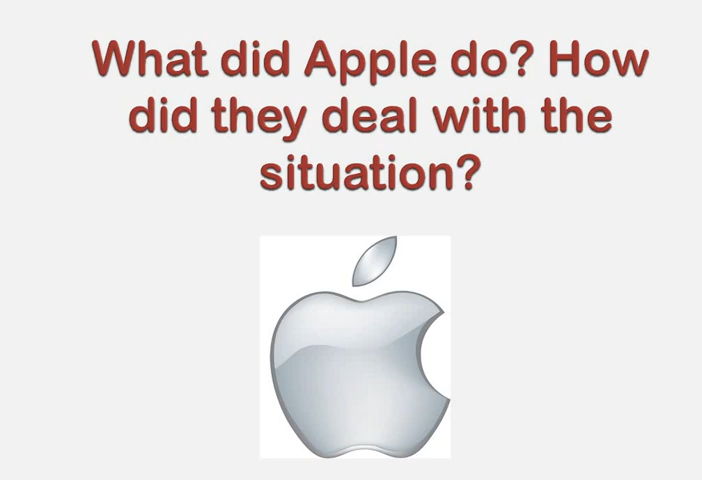 What did Apple do? How
did they deal with the
situation?